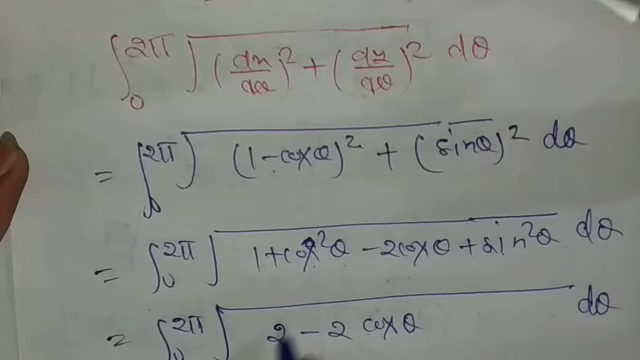 ∫₀^2π √((dx/dθ)² + (dy/dθ)²) dθ
= ∫₀^2π √((1-cosθ)² + (sinθ)²) dθ
= ∫₀^2π √(1+cos²θ -2cosθ + sin²θ) dθ
= ∫₀^2π √(2 - 2 cosθ) dθ